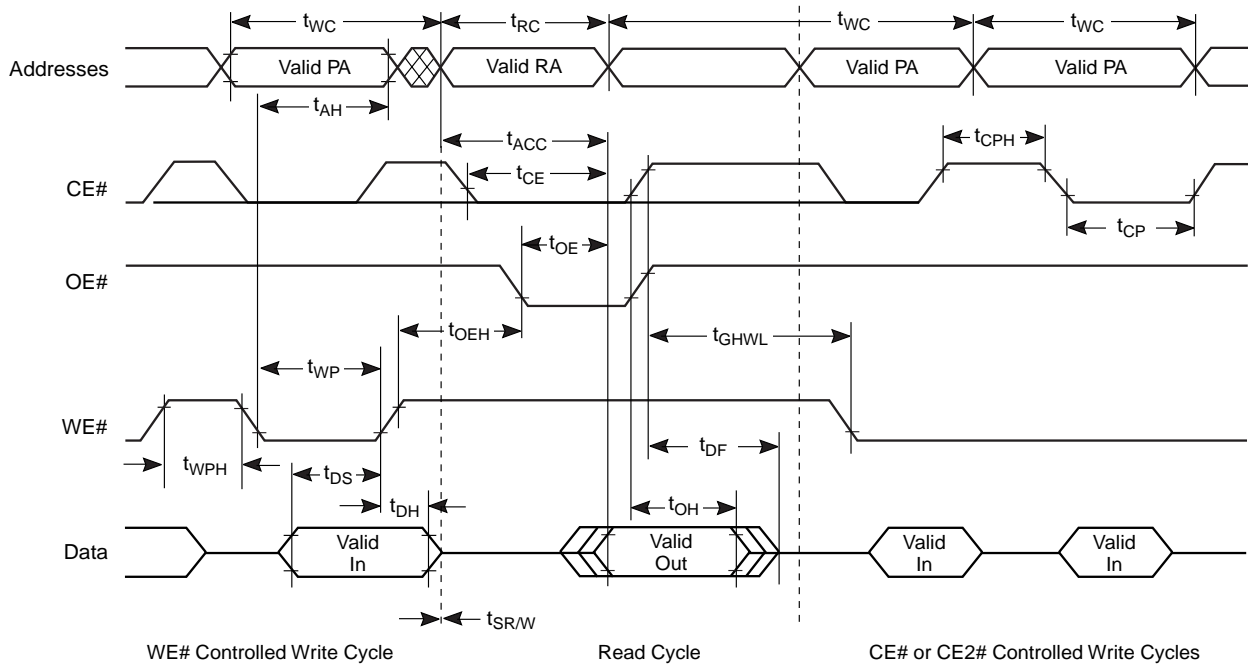 tWC tRC tWC tWC
Addresses Valid PA Valid RA Valid PA Valid PA
tAH
tACC
tCPH
CE# tCE
tCP
tOE
OE#
tOEH tGHWL
tWP
WE#
tWPH tDS tDF
tDH tOH
Data Valid In Valid Out Valid In Valid In
tSR/W
WE# Controlled Write Cycle Read Cycle CE# or CE2# Controlled Write Cycles